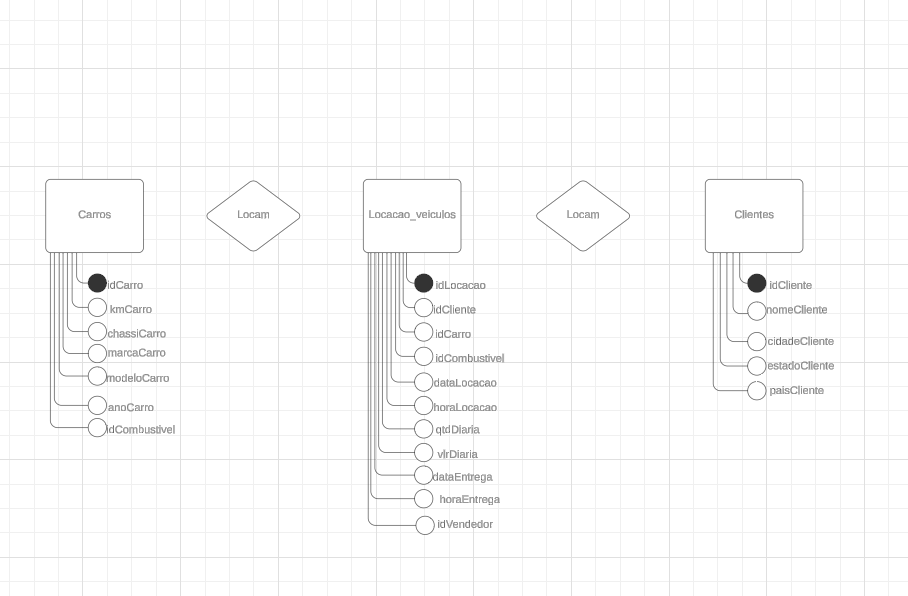 Carros
Locam
Locacao_veiculos
Locam
Clientes
idCarro
kmCarro
chassiCarro
marcaCarro
modeloCarro
anoCarro
idCombustivel
idLocacao
idCliente
idCarro
idCombustivel
dataLocacao
horaLocacao
qtdDiaria
vlrDiaria
dataEntrega
horaEntrega
idVendedor
idCliente
nomeCliente
cidadeCliente
estadoCliente
paisCliente